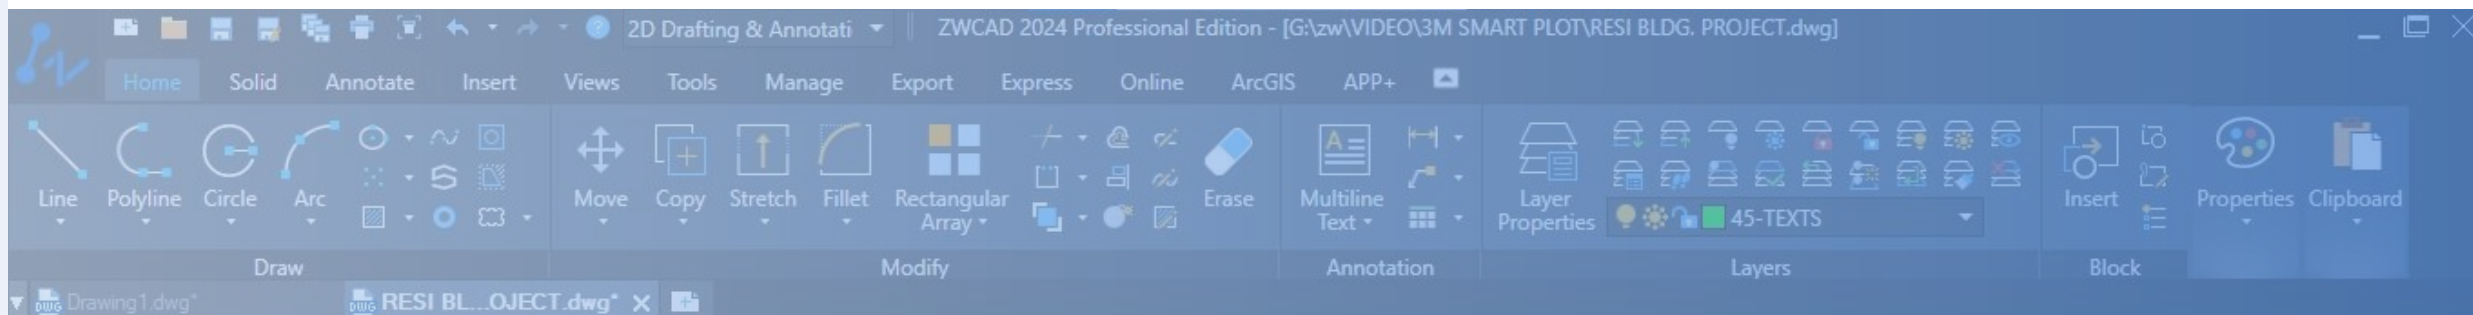 2D Drafting & Annotati
ZWCAD 2024 Professional Edition - [G:\zw\VIDEO\3M SMART PLOT\RESI BLDG. PROJECT.dwg]
Home Solid Annotate Insert Views Tools Manage Export Express Online ArcGIS APP+
Line Polyline Circle Arc
Move Copy Stretch Fillet Rectangular Array Erase
Multiline Text
Layer Properties
45-TEXTS
Insert
Properties Clipboard
Draw Modify Annotation Layers Block
Drawing1.dwg* RESI BL...OJECT.dwg*